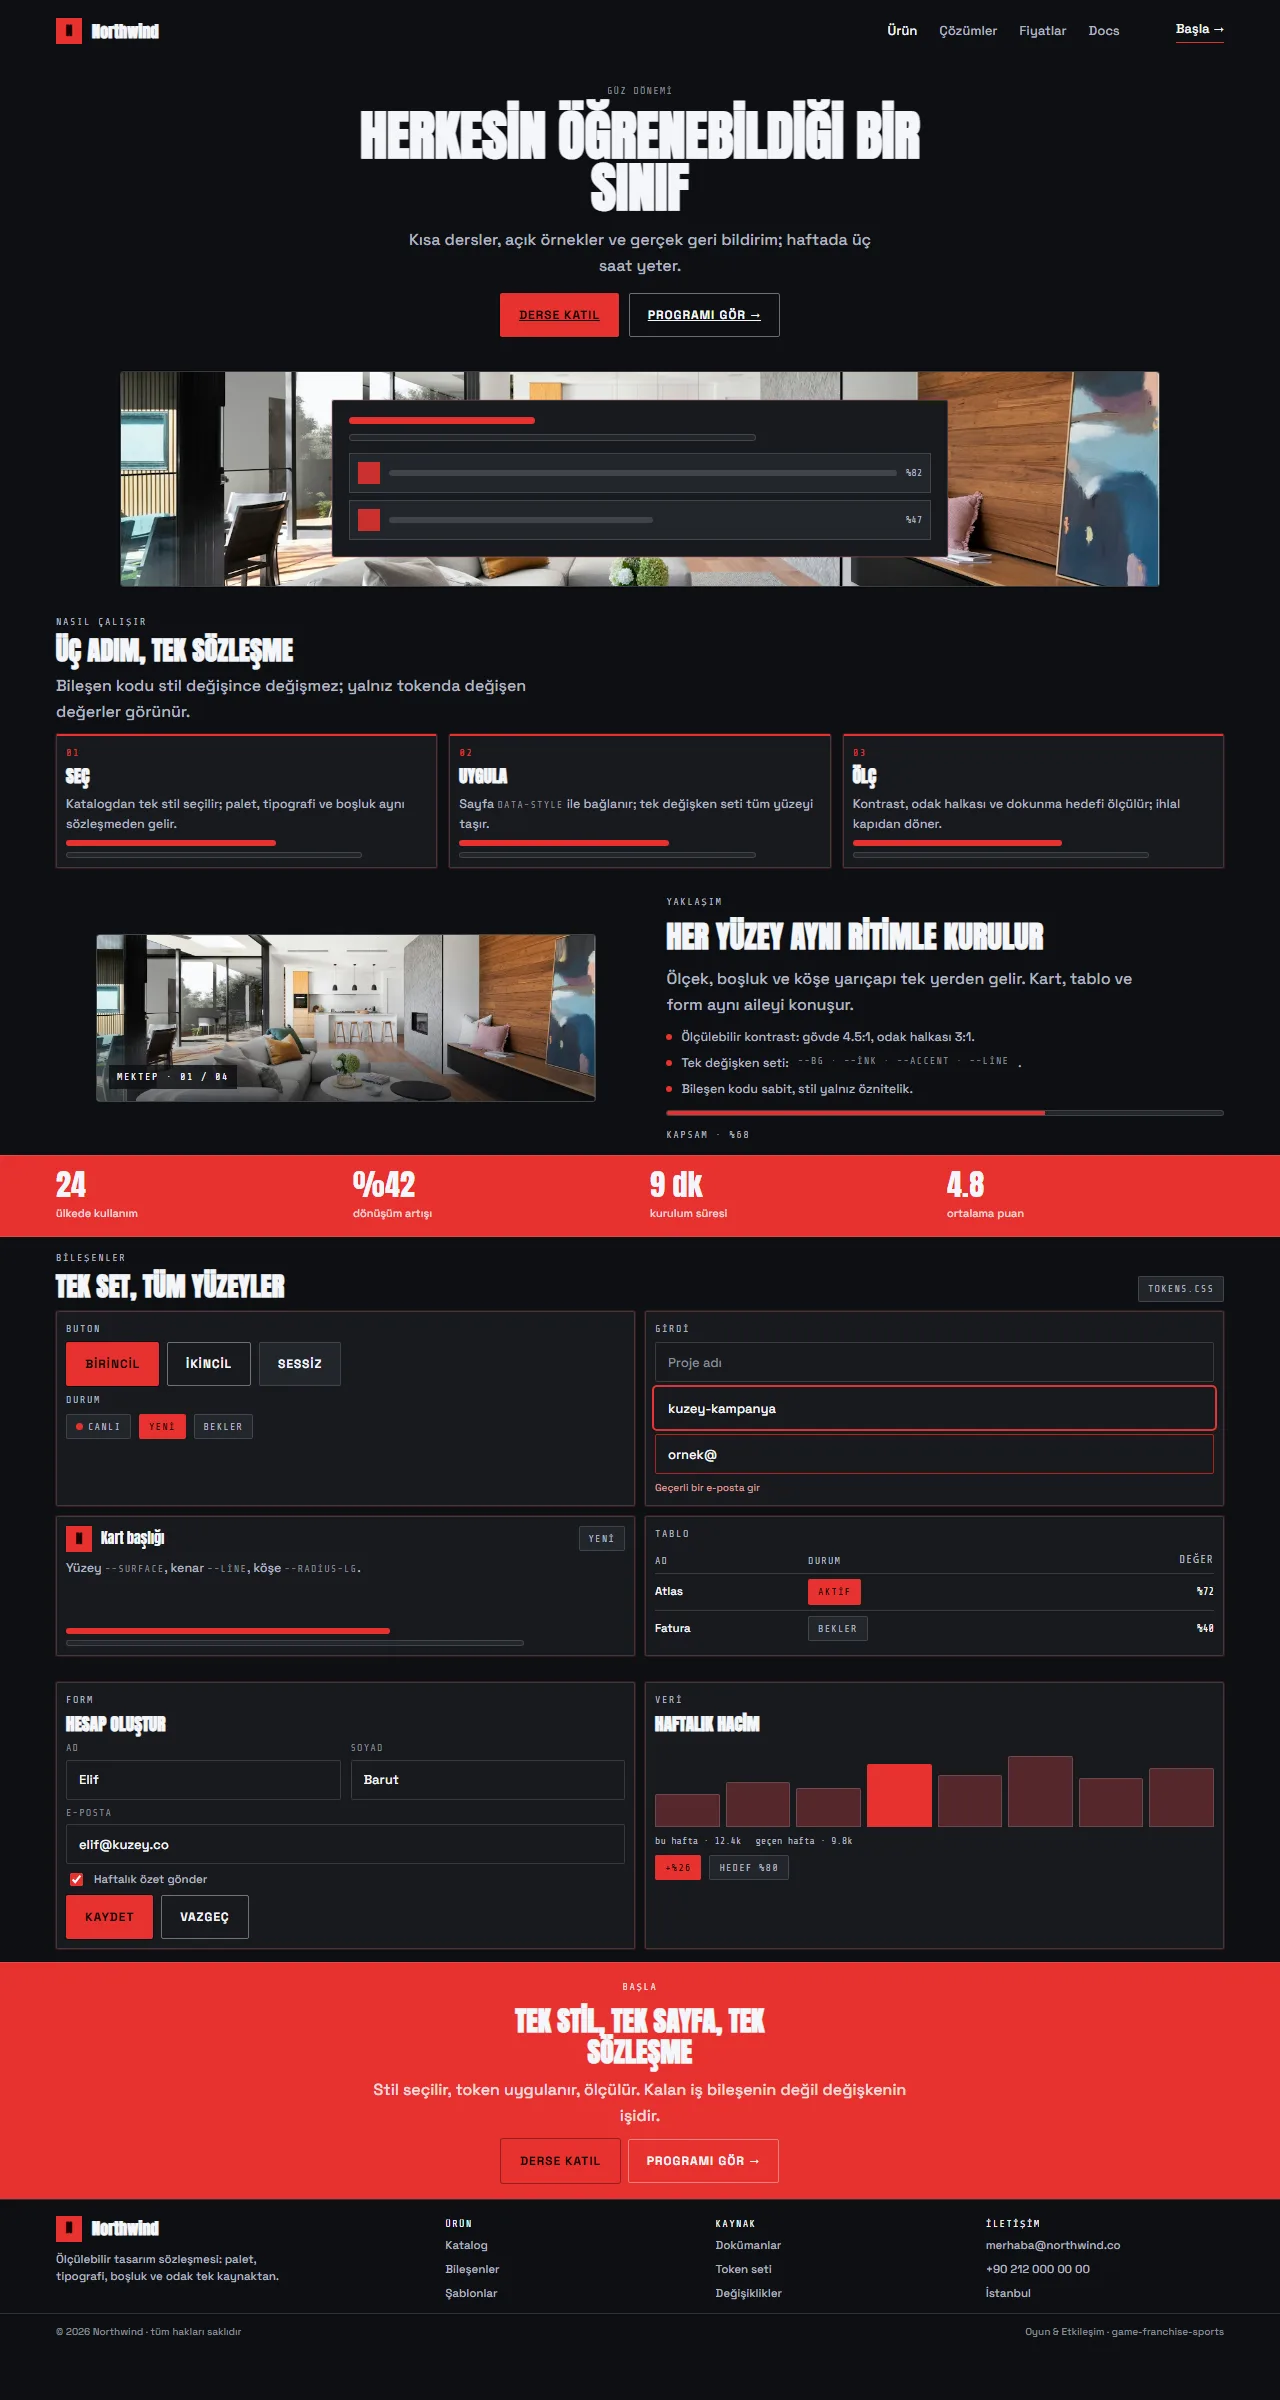 Northwind
Ürün
Çözümler
Fiyatlar
Docs
Başla →
GÜZ DÖNEMİ
HERKESİN ÖĞRENEBİLDİĞİ BİR
SINIF
Kısa dersler, açık örnekler ve gerçek geri bildirim; haftada üç
saat yeter.
DERSE KATIL
PROGRAMI GÖR →
%82
%47
NASIL ÇALIŞIR
ÜÇ ADIM, TEK SÖZLEŞME
Bileşen kodu stil değişince değişmez; yalnız tokenda değişen
değerler görünür.
01
SEÇ
Katalogdan tek stil seçilir; palet, tipografi ve boşluk aynı
sözleşmeden gelir.
02
UYGULA
Sayfa DATA-STYLE ile bağlanır; tek değişken seti tüm yüzeyi
taşır.
03
ÖLÇ
Kontrast, odak halkası ve dokunma hedefi ölçülür; ihlal
kapıdan döner.
MEKTEP · 01 / 04
YAKLAŞIM
HER YÜZEY AYNI RİTİMLE KURULUR
Ölçek, boşluk ve köşe yarıçapı tek yerden gelir. Kart, tablo ve
form aynı aileyi konuşur.
Ölçülebilir kontrast: gövde 4.5:1, odak halkası 3:1.
Tek değişken seti: --BG · --İNK · --ACCENT · --LİNE .
Bileşen kodu sabit, stil yalnız öznitelik.
KAPSAM · %68
24
ülkede kullanım
%42
dönüşüm artışı
9 dk
kurulum süresi
4.8
ortalama puan
BİLEŞENLER
TEK SET, TÜM YÜZEYLER
TOKENS.CSS
BUTON
BİRİNCİL
İKİNCİL
SESSİZ
DURUM
CANLI
YENİ
BEKLER
GİRDİ
Proje adı
kuzey-kampanya
ornek@
Geçerli bir e-posta gir
Kart başlığı
YENİ
Yüzey --SURFACE, kenar --LİNE, köşe --RADİUS-LG.
TABLO
AD
DURUM
DEĞER
Atlas
AKTİF
%72
Fatura
BEKLER
%40
FORM
HESAP OLUŞTUR
AD
SOYAD
Elif
Barut
E-POSTA
elif@kuzey.co
Haftalık özet gönder
KAYDET
VAZGEÇ
VERİ
HAFTALIK HACİM
bu hafta · 12.4k
geçen hafta · 9.8k
+%26
HEDEF %80
BAŞLA
TEK STİL, TEK SAYFA, TEK
SÖZLEŞME
Stil seçilir, token uygulanır, ölçülür. Kalan iş bileşenin değil değişkenin
işidir.
DERSE KATIL
PROGRAMI GÖR →
Northwind
Ölçülebilir tasarım sözleşmesi: palet,
tipografi, boşluk ve odak tek kaynaktan.
ÜRÜN
Katalog
Bileşenler
Şablonlar
KAYNAK
Dokümanlar
Token seti
Değişiklikler
İLETİŞİM
merhaba@northwind.co
+90 212 000 00 00
İstanbul
© 2026 Northwind · tüm hakları saklıdır
Oyun & Etkileşim · game-franchise-sports